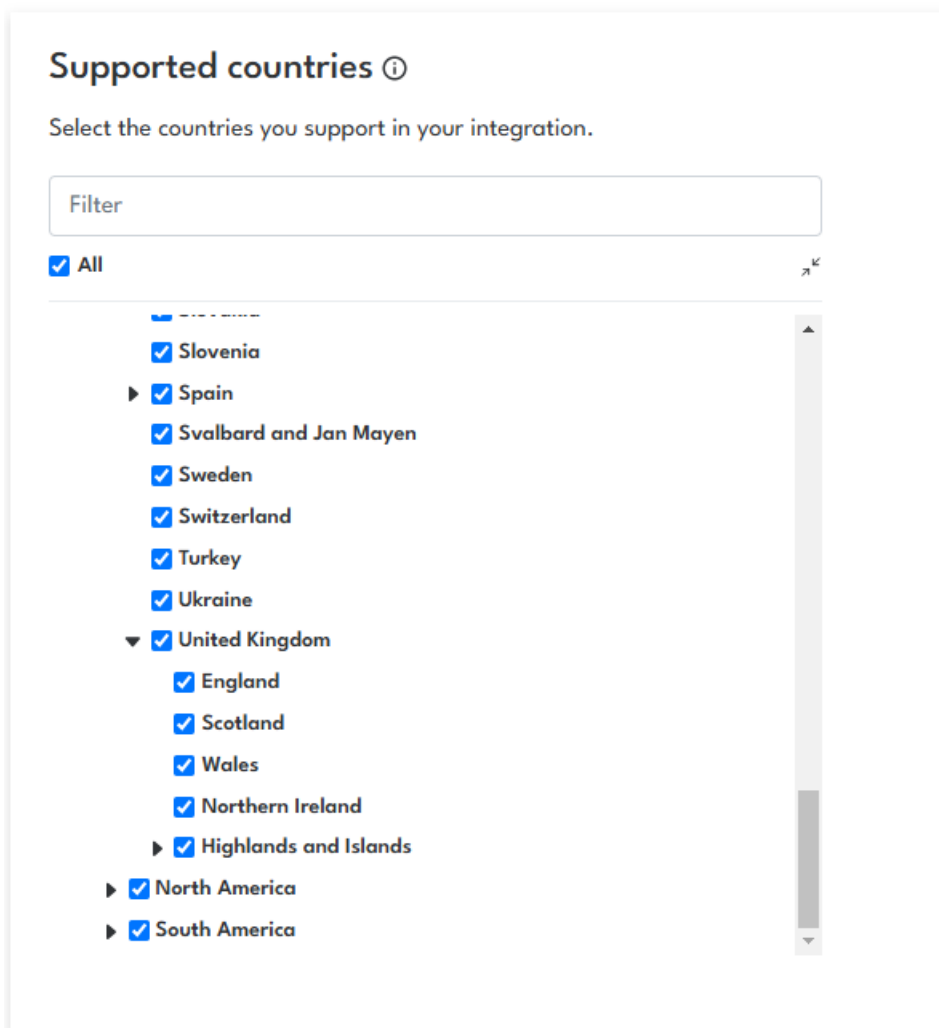 Supported countries
Select the countries you support in your integration.
Filter
All
Slovenia
Spain
Svalbard and Jan Mayen
Sweden
Switzerland
Turkey
Ukraine
United Kingdom
England
Scotland
Wales
Northern Ireland
Highlands and Islands
North America
South America